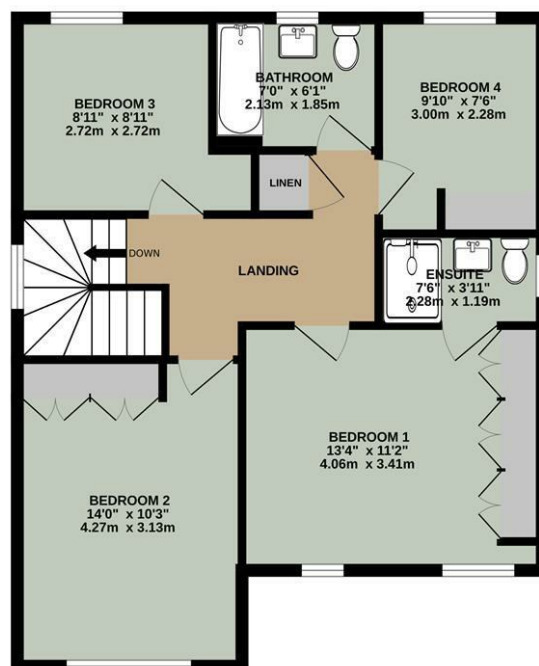 BEDROOM 3
8'11" x 8'11"
2.72m x 2.72m
BATHROOM
7'0" x 6'1"
2.13m x 1.85m
BEDROOM 4
9'10" x 7'6"
3.00m x 2.28m
LINEN
DOWN
LANDING
ENSUITE
7'6" x 3'11"
2.28m x 1.19m
BEDROOM 1
13'4" x 11'2"
4.06m x 3.41m
BEDROOM 2
14'0" x 10'3"
4.27m x 3.13m